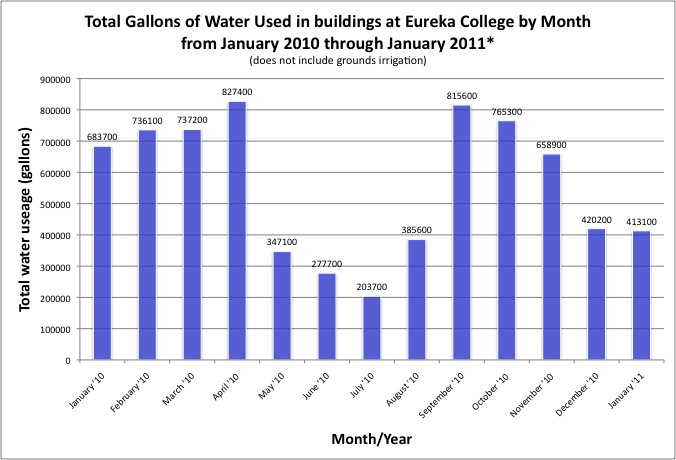 Total Gallons of Water Used in buildings at Eureka College by Month
from January 2010 through January 2011*
(does not include grounds irrigation)
Total water useage (gallons)
900000
800000
700000
600000
500000
400000
300000
200000
100000
0
683700
736100
737200
827400
347100
277700
203700
385600
815600
765300
658900
420200
413100
January '10
February '10
March '10
April '10
May '10
June '10
July '10
August '10
September '10
October '10
November '10
December '10
January '11
Month/Year